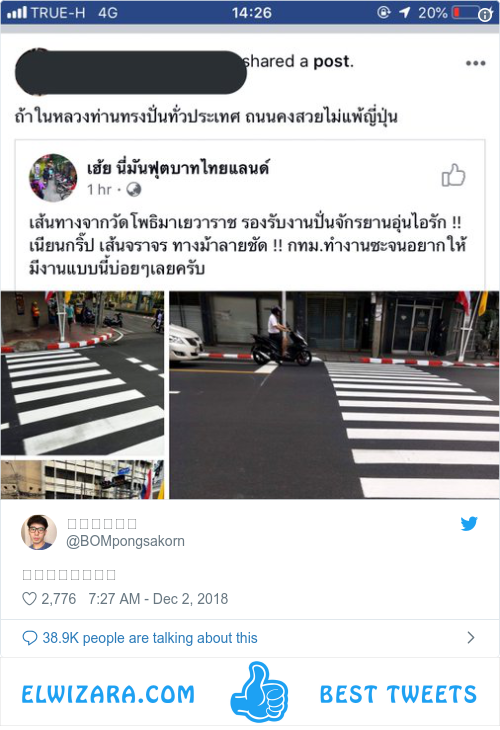 TRUE-H 4G 14:26 20%
shared a post.
ถ้าในหลวงท่านทรงปั่นทั่วประเทศ ถนนคงสวยไม่แพ้ญี่ปุ่น
เฮ้ย นี่มันฟุตบาทไทยแลนด์
1 hr ·
เส้นทางจากวัดโพธิมาเยวาราช รองรับงานปั่นจักรยานอุ่นไอรัก !!
เนียนกริ๊ป เส้นจราจร ทางม้าลายชัด !! กทม.ทำงานซะจนอยากให้
มีงานแบบนี้บ่อยๆเลยครับ
@BOMpongsakorn
2,776 7:27 AM - Dec 2, 2018
38.9K people are talking about this
ELWIZARA.COM BEST TWEETS